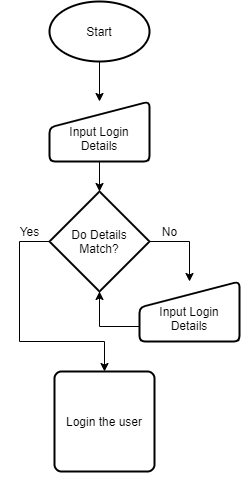 Start
Input Login
Details
Yes
Do Details
Match?
No
Input Login
Details
Login the user